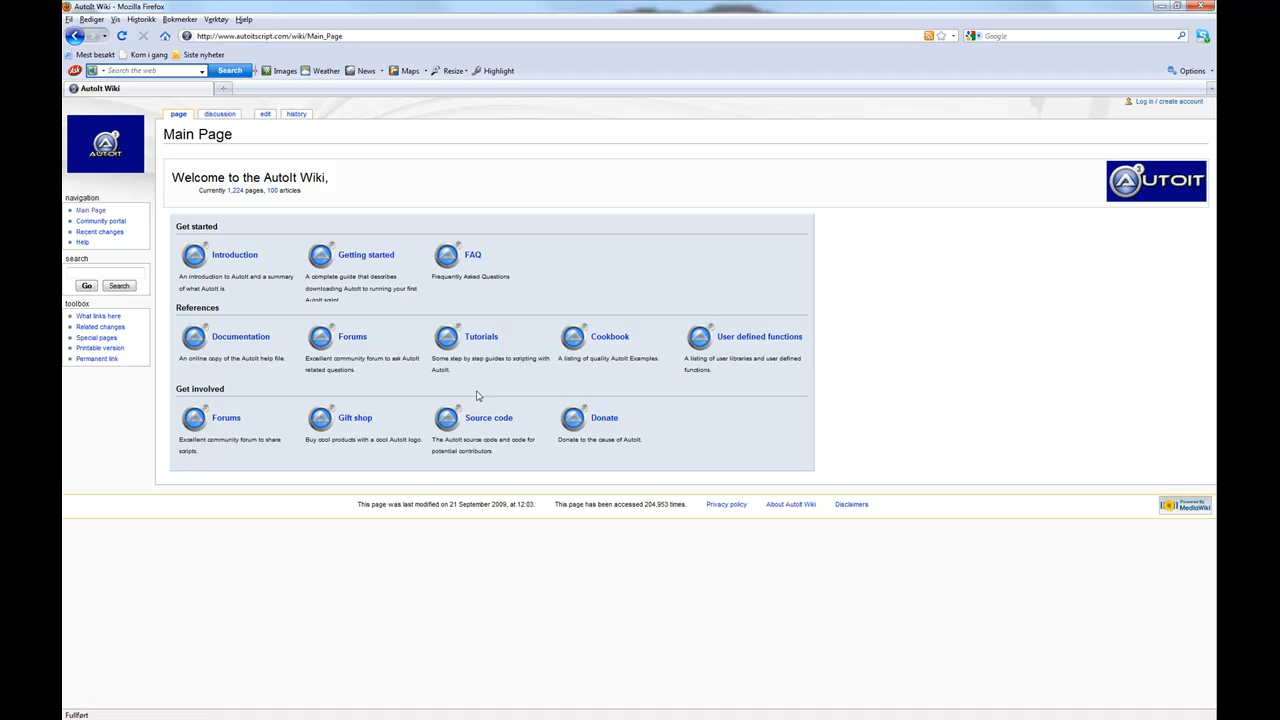 AutoIt Wiki - Mozilla Firefox
Fil Rediger Vis Historikk Bokmerker Verktøy Hjelp
http://www.autoitscript.com/wiki/Main_Page
Google
Mest besøkt Kom i gang Siste nyheter
Ask Search the web Search Images Weather News Maps Resize Highlight Options
AutoIt Wiki
Log in / create account
page discussion edit history
AUTOIT
Main Page
Welcome to the AutoIt Wiki,
Currently 1,224 pages, 100 articles
AUTOIT
navigation
Main Page
Community portal
Recent changes
Help
search
Go Search
toolbox
What links here
Related changes
Special pages
Printable version
Permanent link
Get started
Introduction
An introduction to AutoIt and a summary
of what AutoIt is.
Getting started
A complete guide that describes
downloading AutoIt to running your first
AutoIt script.
FAQ
Frequently Asked Questions
References
Documentation
An online copy of the AutoIt help file.
Forums
Excellent community forum to ask AutoIt
related questions.
Tutorials
Some step by step guides to scripting with
AutoIt.
Cookbook
A listing of quality AutoIt Examples.
User defined functions
A listing of user libraries and user defined
functions.
Get involved
Forums
Excellent community forum to share
scripts.
Gift shop
Buy cool products with a cool AutoIt logo.
Source code
The AutoIt source code and code for
potential contributors.
Donate
Donate to the cause of AutoIt.
This page was last modified on 21 September 2009, at 12:03. This page has been accessed 204,953 times. Privacy policy About AutoIt Wiki Disclaimers
Powered By
MediaWiki
Fullført